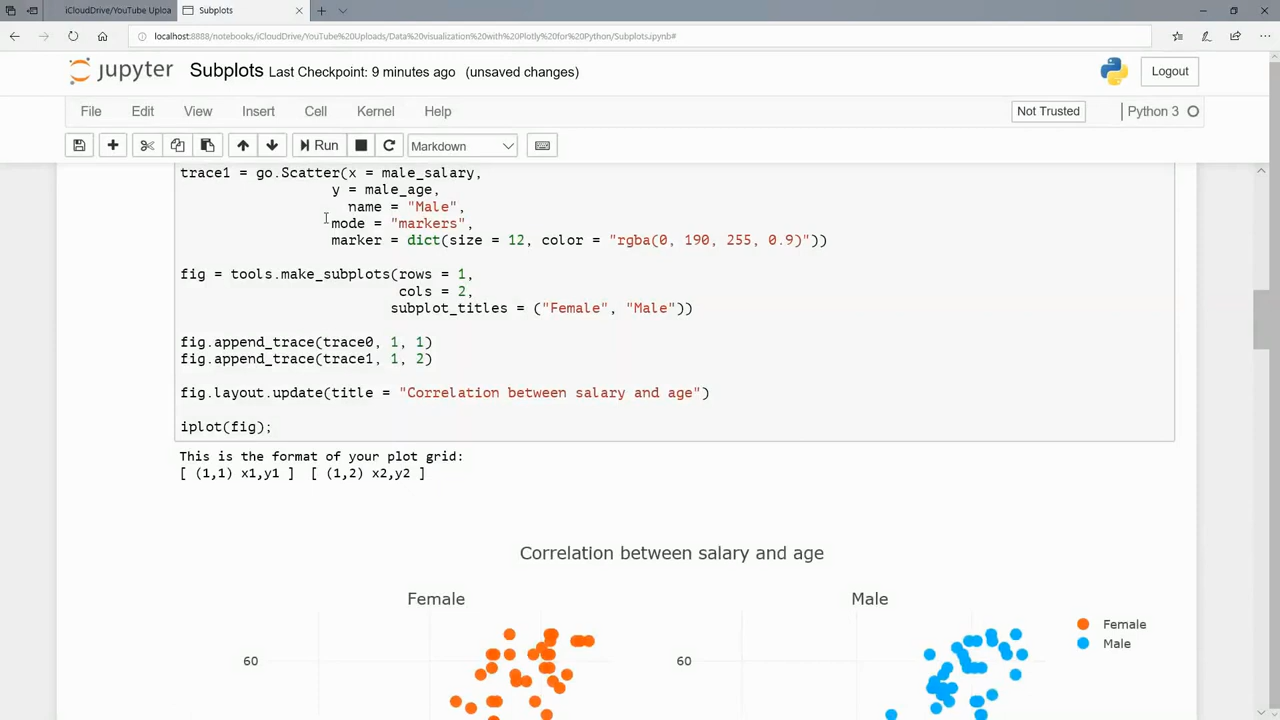 iCloudDrive/YouTube Uploa
Subplots
localhost:8888/notebooks/iCloudDrive/YouTube%20Uploads/Data%20visualization%20with%20Plotly%20for%20Python/Subplots.ipynb#
jupyter Subplots Last Checkpoint: 9 minutes ago (unsaved changes)
Logout
File Edit View Insert Cell Kernel Help
Not Trusted
Python 3
Run
Markdown
trace1 = go.Scatter(x = male_salary,
y = male_age,
name = "Male",
mode = "markers",
marker = dict(size = 12, color = "rgba(0, 190, 255, 0.9)"))
fig = tools.make_subplots(rows = 1,
cols = 2,
subplot_titles = ("Female", "Male"))
fig.append_trace(trace0, 1, 1)
fig.append_trace(trace1, 1, 2)
fig.layout.update(title = "Correlation between salary and age")
iplot(fig);
This is the format of your plot grid:
[ (1,1) x1,y1 ]  [ (1,2) x2,y2 ]
Correlation between salary and age
Female
Male
Female
Male
60
60